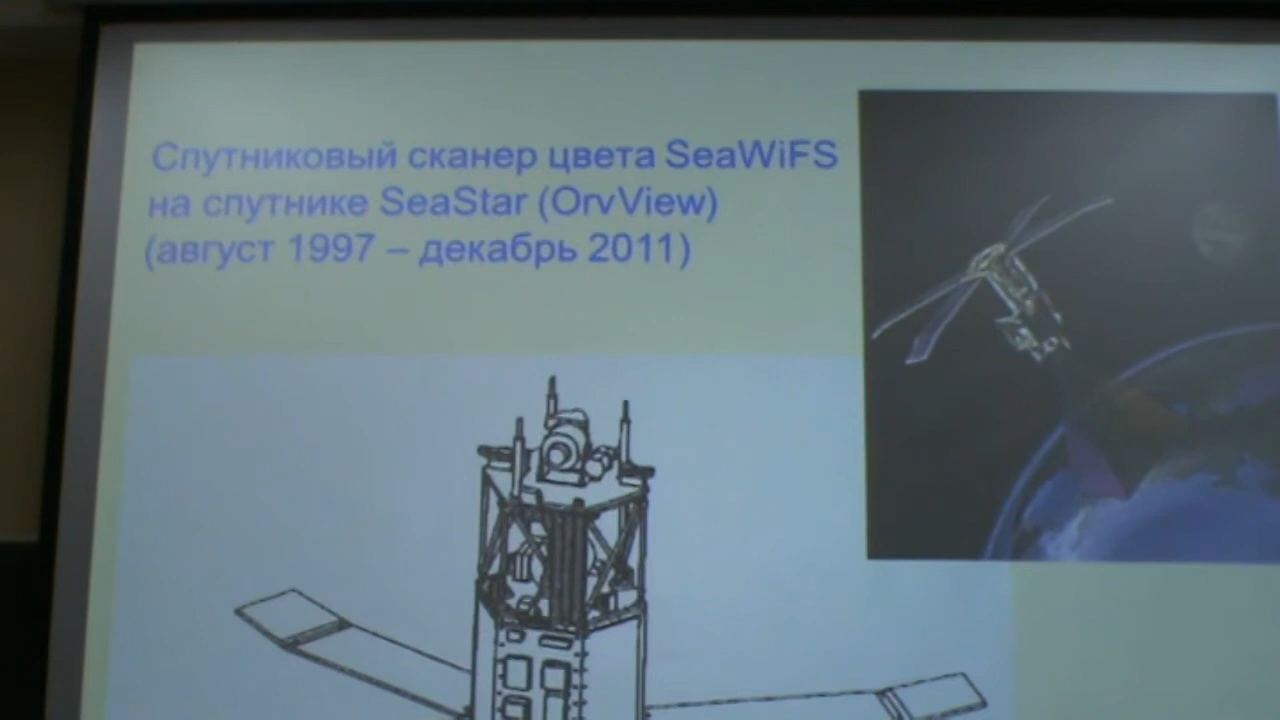 Спутниковый сканер цвета SeaWiFS
на спутнике SeaStar (OrvView)
(август 1997 – декабрь 2011)